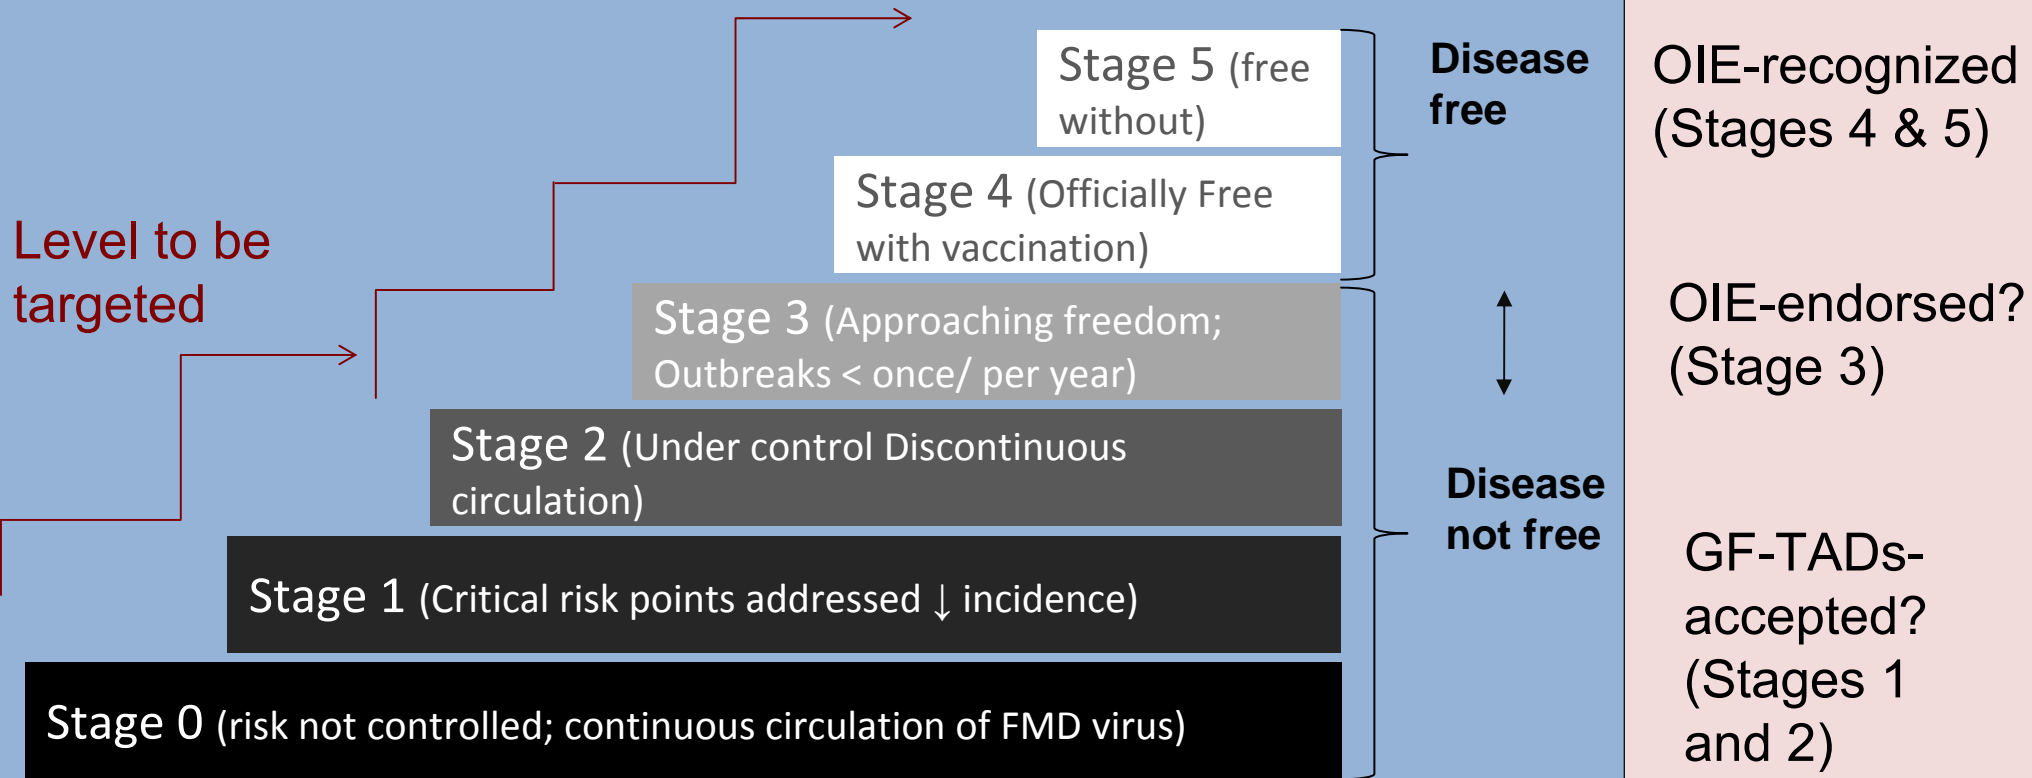 Stage 5 (free
without)
Disease
free
OIE-recognized
(Stages 4 & 5)
Stage 4 (Officially Free
with vaccination)
Level to be
targeted
Stage 3 (Approaching freedom;
Outbreaks < once/ per year)
OIE-endorsed?
(Stage 3)
Stage 2 (Under control Discontinuous
circulation)
Disease
not free
Stage 1 (Critical risk points addressed ↓ incidence)
GF-TADs-
accepted?
(Stages 1
and 2)
Stage 0 (risk not controlled; continuous circulation of FMD virus)